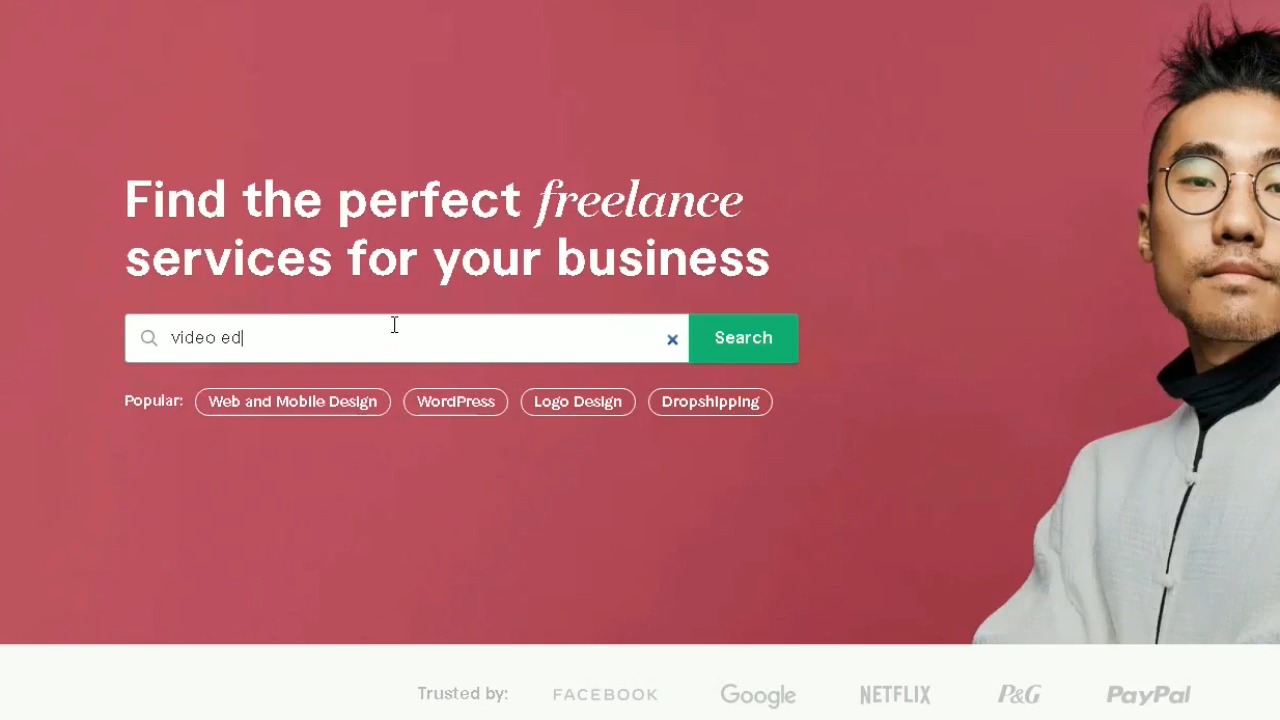 Find the perfect freelance
services for your business
video ed
Search
Popular:
Web and Mobile Design
WordPress
Logo Design
Dropshipping
Trusted by:
FACEBOOK
Google
NETFLIX
P&G
PayPal